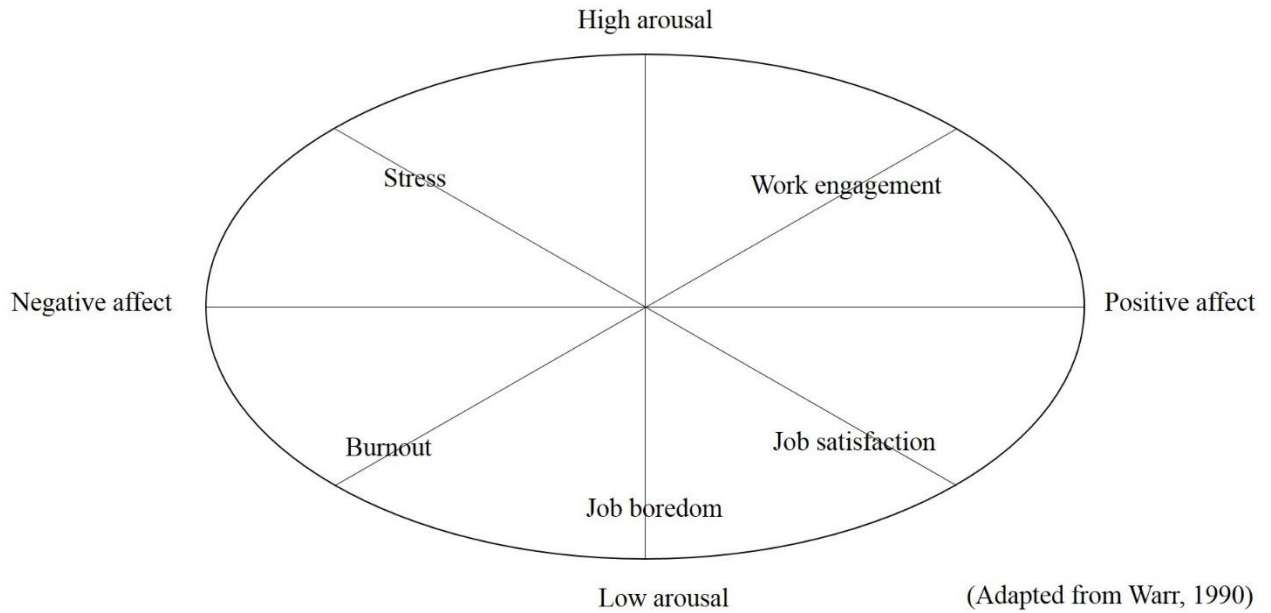 High arousal
Stress
Work engagement
Negative affect
Positive affect
Burnout
Job satisfaction
Job boredom
Low arousal
(Adapted from Warr, 1990)